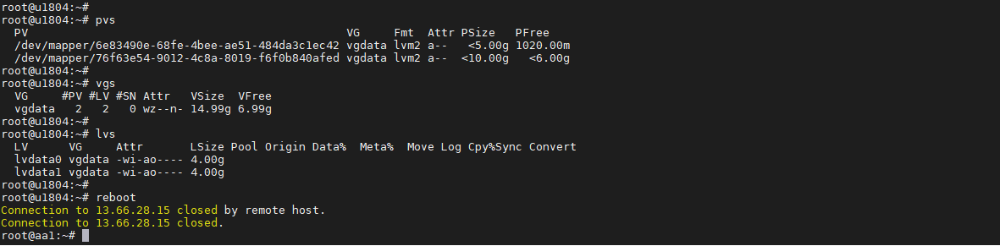 root@u1804:~#
root@u1804:~# pvs
  PV                                               VG     Fmt  Attr PSize   PFree
  /dev/mapper/6e83490e-68fe-4bee-ae51-484da3c1ec42 vgdata lvm2 a--   <5.00g 1020.00m
  /dev/mapper/76f63e54-9012-4c8a-8019-f6f0b840afed vgdata lvm2 a--  <10.00g   <6.00g
root@u1804:~#
root@u1804:~# vgs
  VG     #PV #LV #SN Attr   VSize  VFree
  vgdata   2   2   0 wz--n- 14.99g 6.99g
root@u1804:~#
root@u1804:~# lvs
  LV      VG     Attr       LSize Pool Origin Data%  Meta%  Move Log Cpy%Sync Convert
  lvdata0 vgdata -wi-ao---- 4.00g
  lvdata1 vgdata -wi-ao---- 4.00g
root@u1804:~#
root@u1804:~# reboot
Connection to 13.66.28.15 closed by remote host.
Connection to 13.66.28.15 closed.
root@aa1:~#